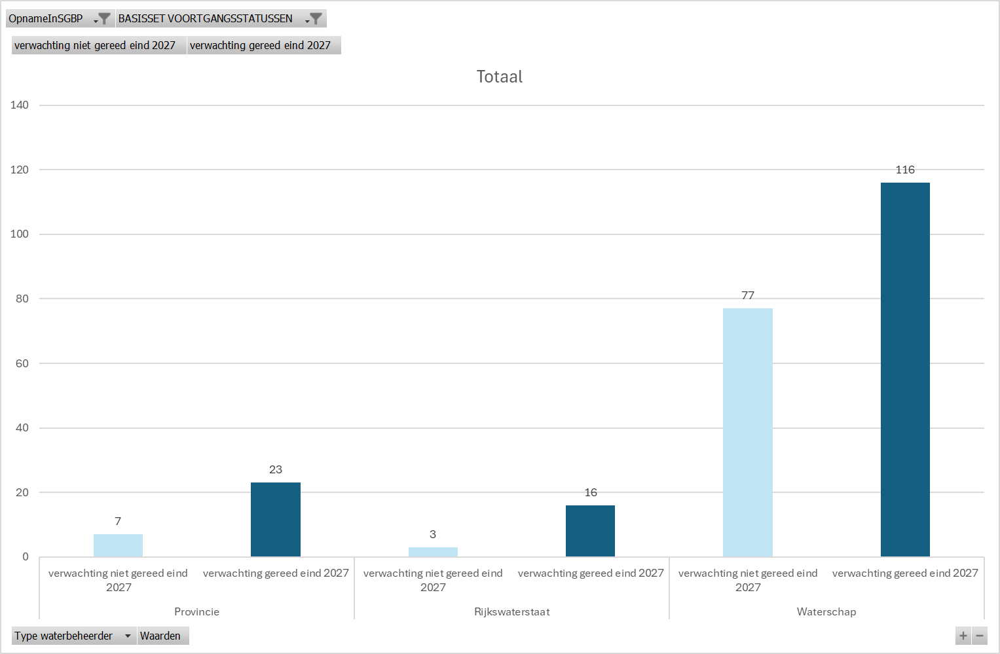 OpnameInSGBP BASISSET VOORTGANGSSTATUSSEN
verwachting niet gereed eind 2027 verwachting gereed eind 2027
Totaal
140
120
100
80
60
40
20
0
7
23
3
16
77
116
verwachting niet gereed eind
2027
verwachting gereed eind 2027
verwachting niet gereed eind
2027
verwachting gereed eind 2027
verwachting niet gereed eind
2027
verwachting gereed eind 2027
Provincie
Rijkswaterstaat
Waterschap
Type waterbeheerder Waarden
+ −